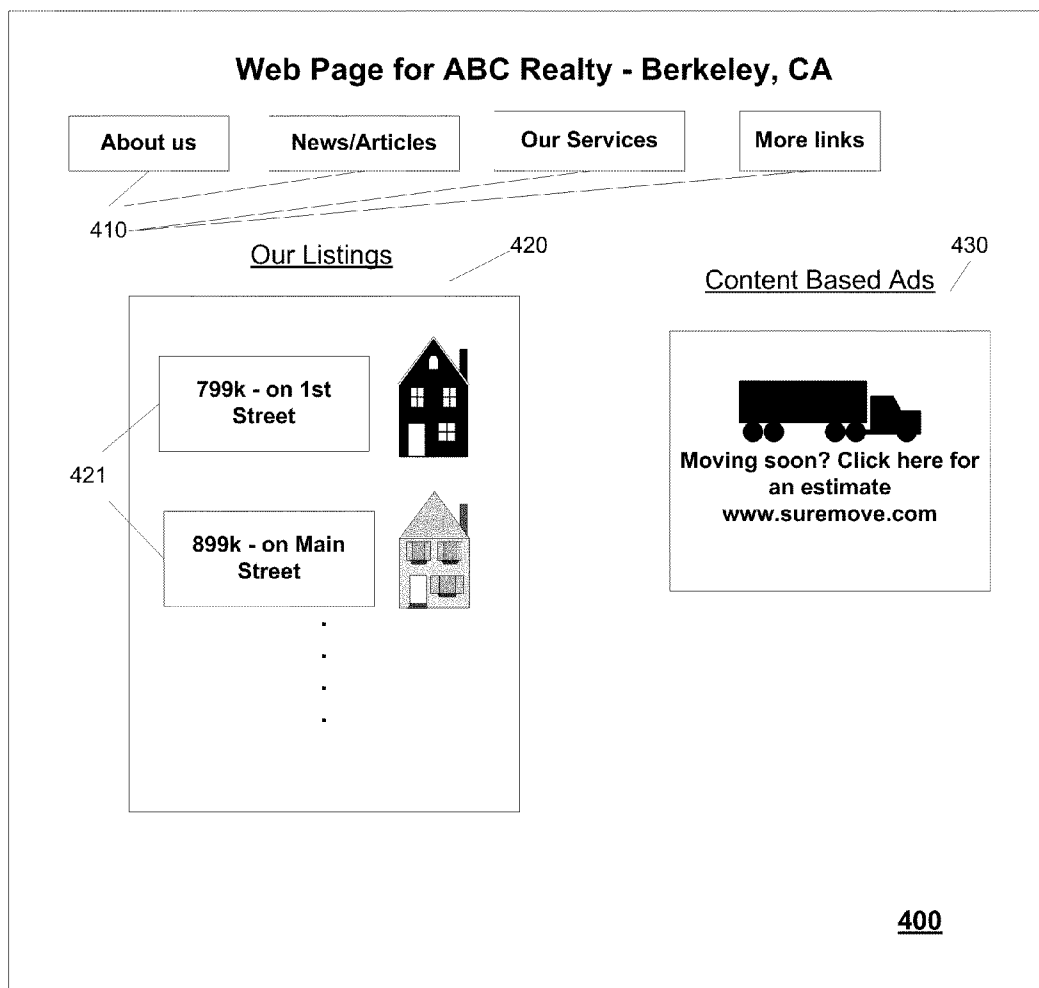 Web Page for ABC Realty - Berkeley, CA
About us
News/Articles
Our Services
More links
410
Our Listings
420
430
Content Based Ads
799k - on 1st
Street
421
899k - on Main
Street
Moving soon? Click here for
an estimate
www.suremove.com
400